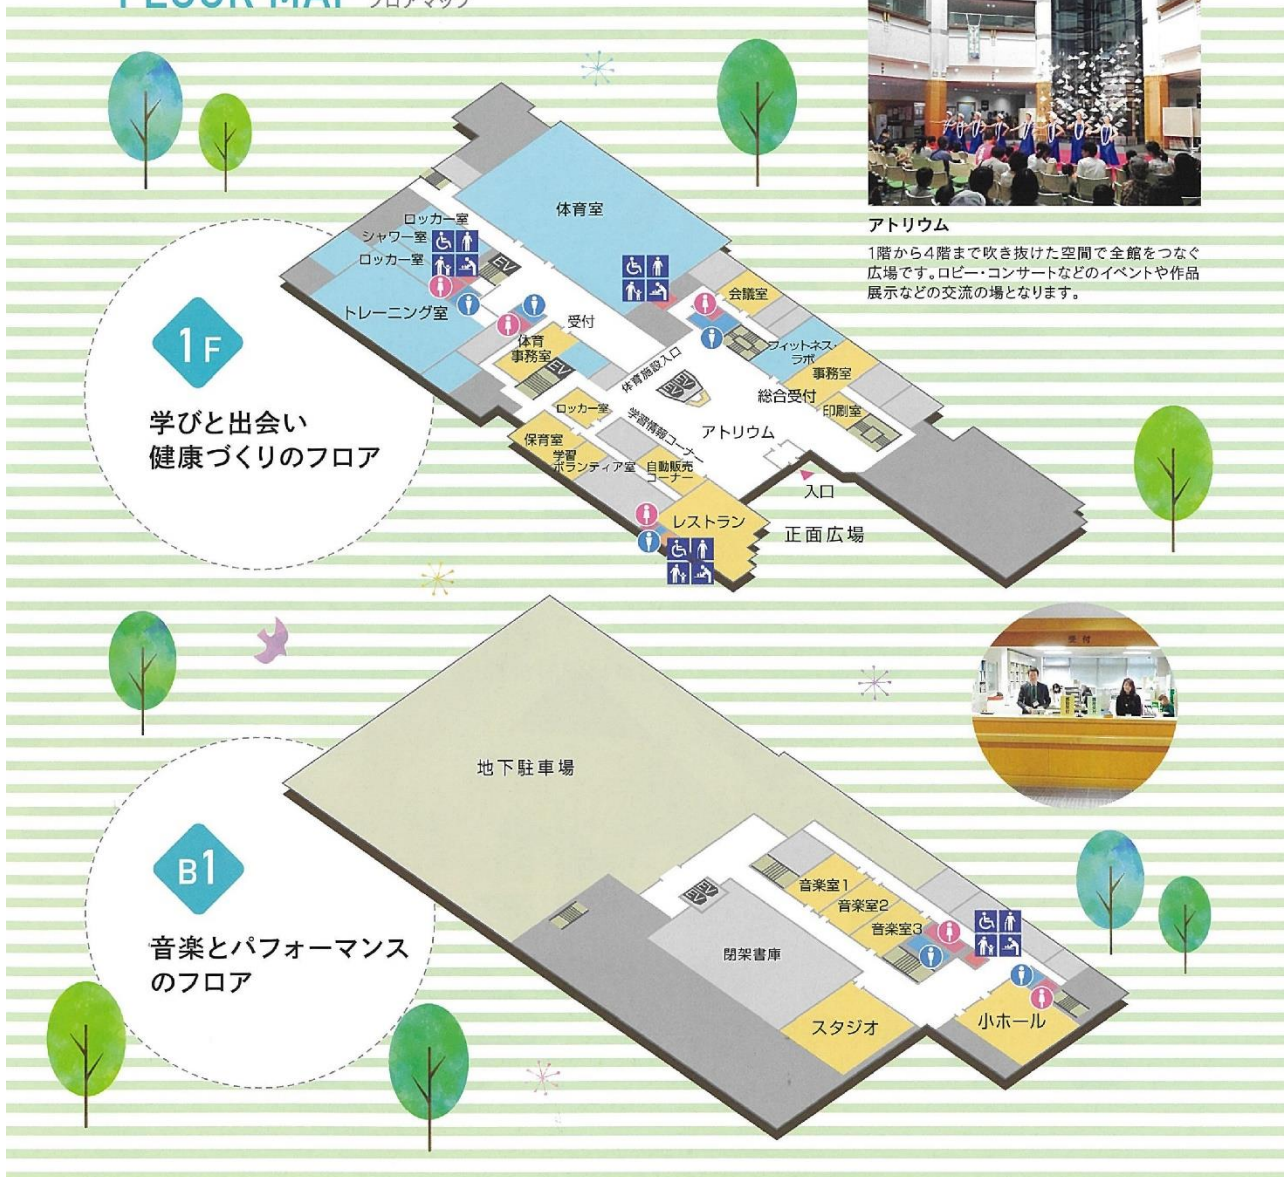 FLOOR MAP フロアマップ
アトリウム
1階から4階まで吹き抜けた空間で全館をつなぐ
広場です。ロビー・コンサートなどのイベントや作品
展示などの交流の場となります。
1F
学びと出会い
健康づくりのフロア
体育室
ロッカー室
シャワー室
ロッカー室
EV
トレーニング室
受付
体育
事務室
EV
会議室
フィットネス・
ラボ
事務室
体育施設入口
EV
EV
総合受付
印刷室
ロッカー室
学習情報コーナー
アトリウム
保育室
学習
ボランティア室
自動販売
コーナー
入口
レストラン
正面広場
受付
地下駐車場
B1
音楽とパフォーマンス
のフロア
音楽室1
音楽室2
音楽室3
EV
EV
閉架書庫
スタジオ
小ホール